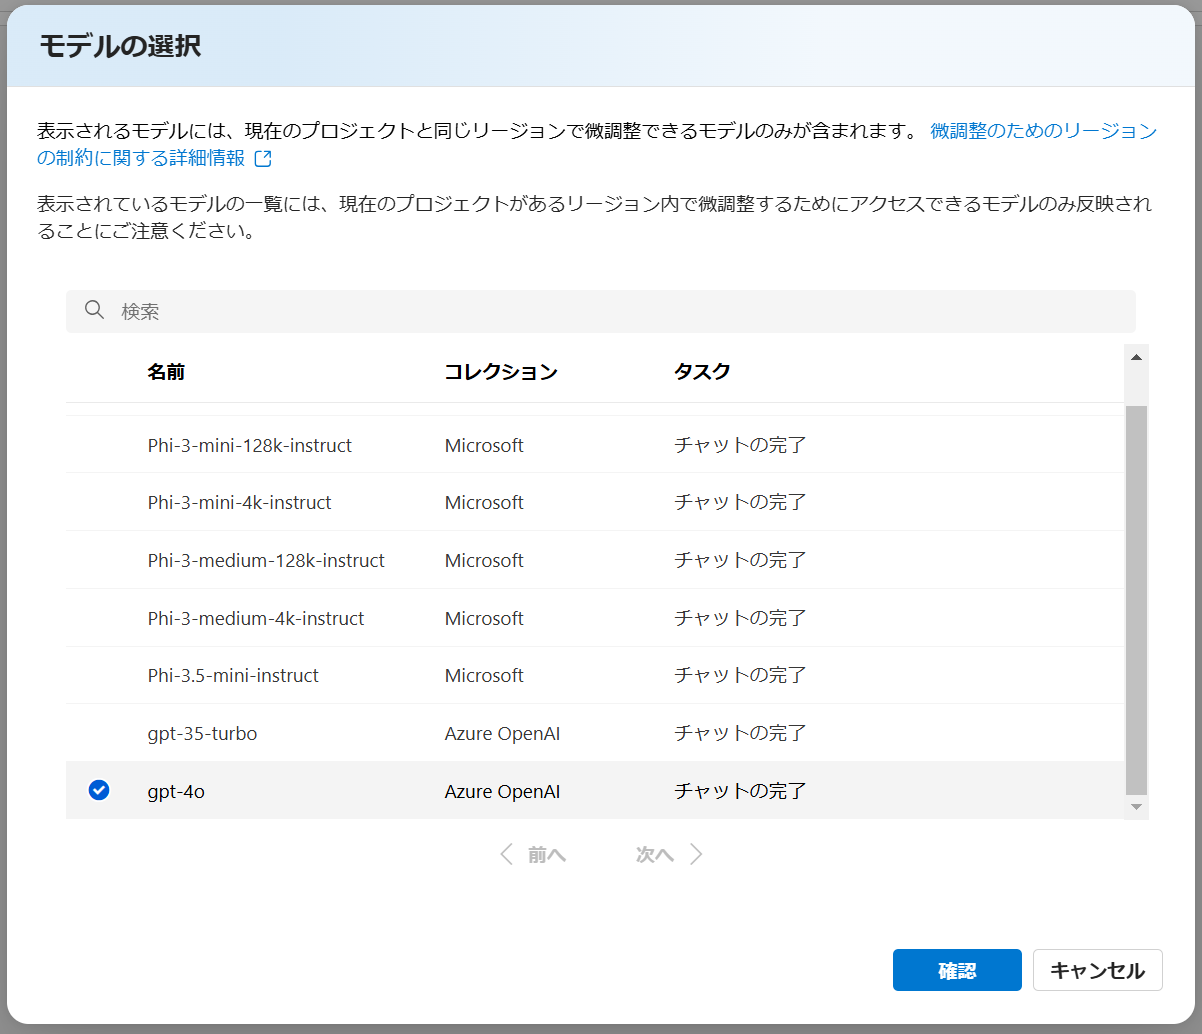 モデルの選択
表示されるモデルには、現在のプロジェクトと同じリージョンで微調整できるモデルのみが含まれます。 微調整のためのリージョン
の制約に関する詳細情報
表示されているモデルの一覧には、現在のプロジェクトがあるリージョン内で微調整するためにアクセスできるモデルのみ反映され
ることにご注意ください。
検索
名前 コレクション タスク
Phi-3-mini-128k-instruct Microsoft チャットの完了
Phi-3-mini-4k-instruct Microsoft チャットの完了
Phi-3-medium-128k-instruct Microsoft チャットの完了
Phi-3-medium-4k-instruct Microsoft チャットの完了
Phi-3.5-mini-instruct Microsoft チャットの完了
gpt-35-turbo Azure OpenAI チャットの完了
gpt-4o Azure OpenAI チャットの完了
前へ 次へ
確認 キャンセル